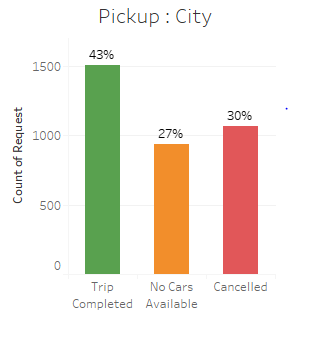 Pickup : City
43%
30%
27%
1500
1000
500
0
Count of Request
Trip Completed
No Cars Available
Cancelled